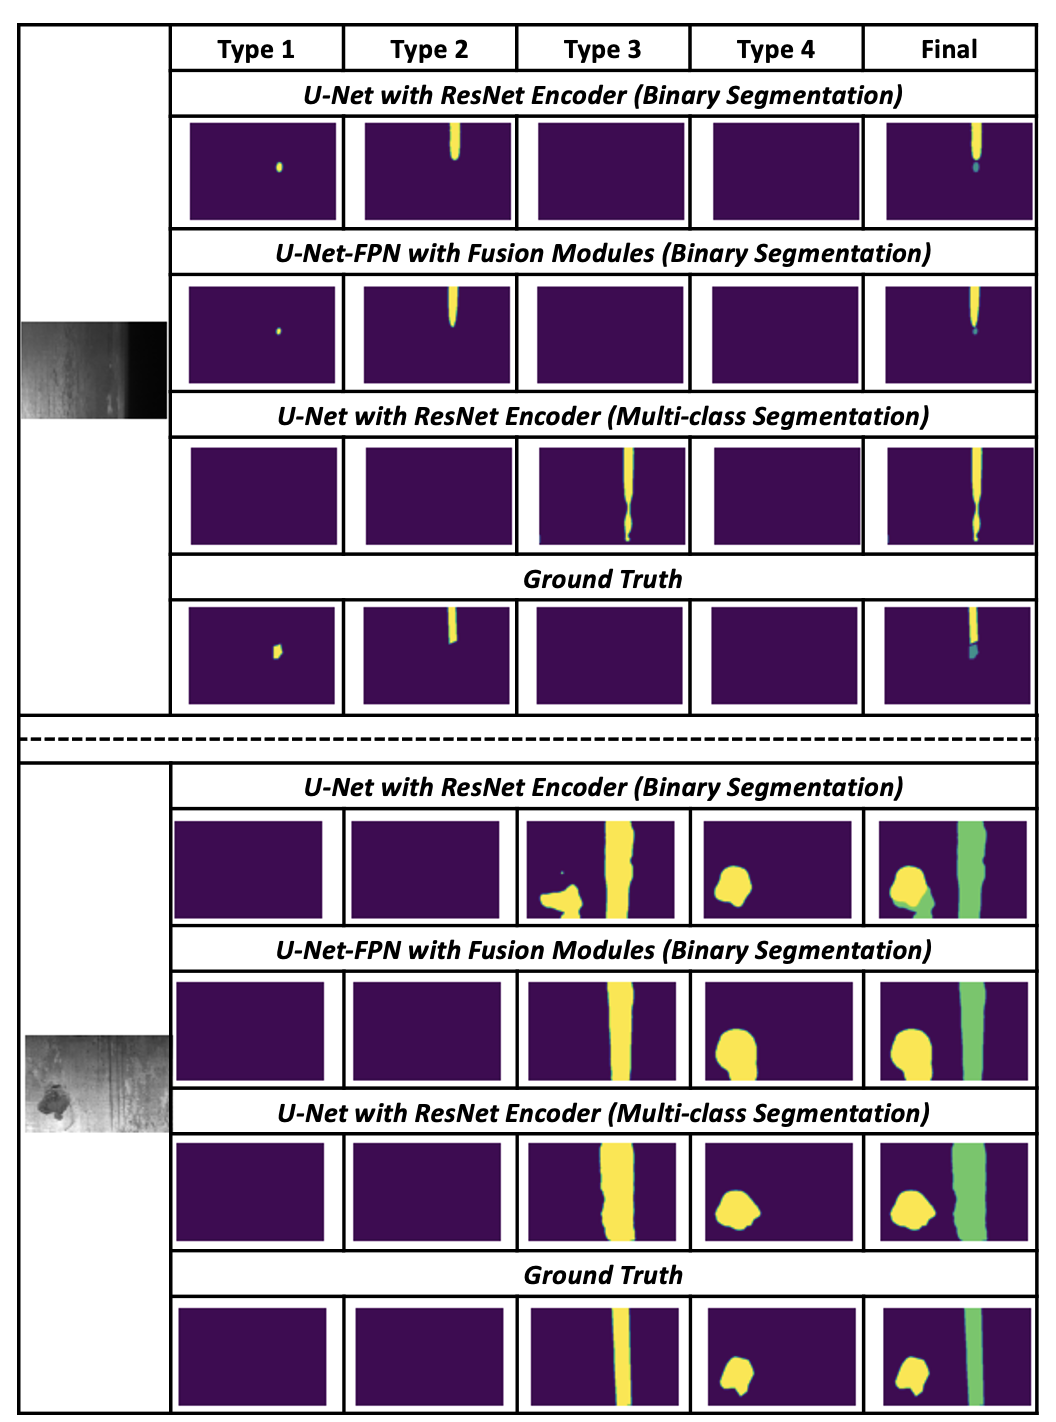 Type 1 Type 2 Type 3 Type 4 Final
U-Net with ResNet Encoder (Binary Segmentation)
U-Net-FPN with Fusion Modules (Binary Segmentation)
U-Net with ResNet Encoder (Multi-class Segmentation)
Ground Truth
U-Net with ResNet Encoder (Binary Segmentation)
U-Net-FPN with Fusion Modules (Binary Segmentation)
U-Net with ResNet Encoder (Multi-class Segmentation)
Ground Truth